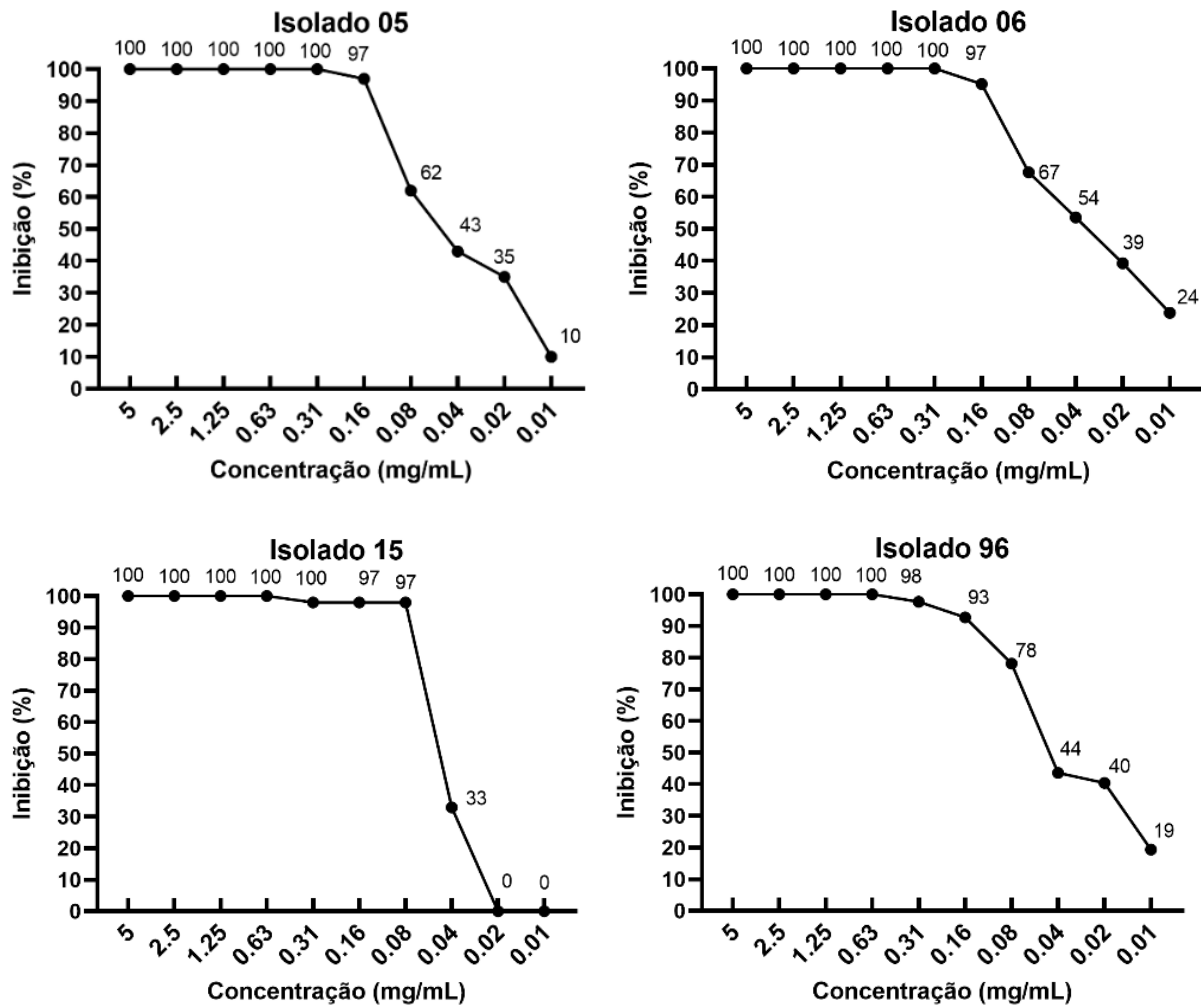 Isolado 05
100 100 100 100 100 97
62
43
35
10
100
90
80
70
60
50
40
30
20
10
0
Inibição (%)
5 2.5 1.25 0.63 0.31 0.16 0.08 0.04 0.02 0.01
Concentração (mg/mL)
Isolado 06
100 100 100 100 100 97
67
54
39
24
100
90
80
70
60
50
40
30
20
10
0
Inibição (%)
5 2.5 1.25 0.63 0.31 0.16 0.08 0.04 0.02 0.01
Concentração (mg/mL)
Isolado 15
100 100 100 100 100 97 97
33
0 0
100
90
80
70
60
50
40
30
20
10
0
Inibição (%)
5 2.5 1.25 0.63 0.31 0.16 0.08 0.04 0.02 0.01
Concentração (mg/mL)
Isolado 96
100 100 100 100 98
93
78
44
40
19
100
90
80
70
60
50
40
30
20
10
0
Inibição (%)
5 2.5 1.25 0.63 0.31 0.16 0.08 0.04 0.02 0.01
Concentração (mg/mL)